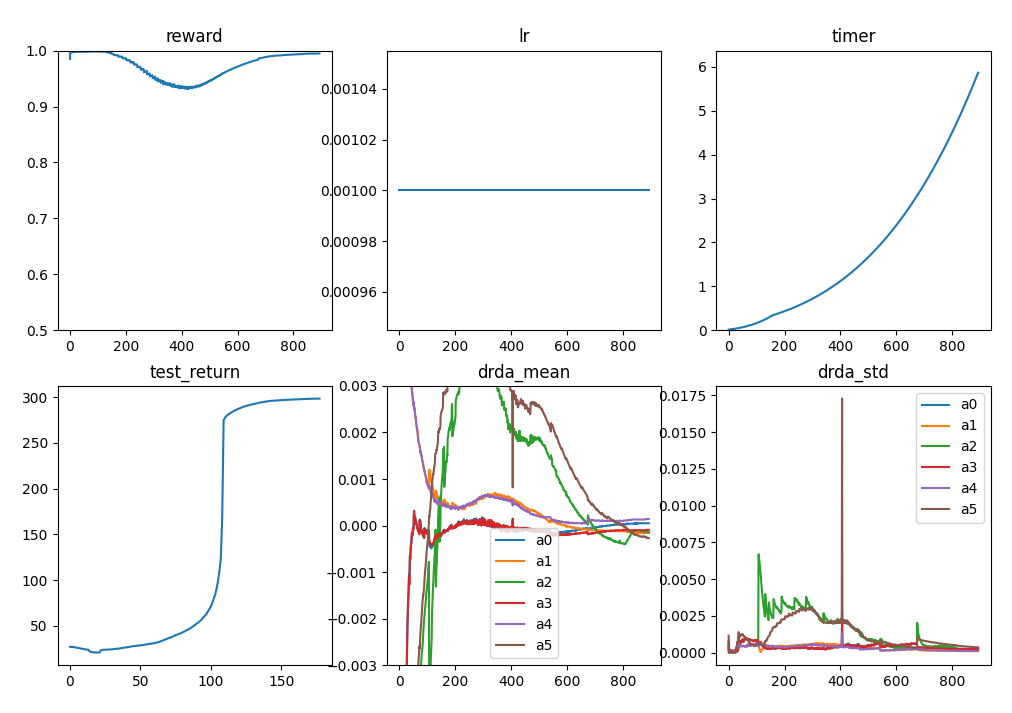 reward
1.0
0.9
0.8
0.7
0.6
0.5
0 200 400 600 800
lr
0.00104
0.00102
0.00100
0.00098
0.00096
0 200 400 600 800
timer
6
5
4
3
2
1
0
0 200 400 600 800
test_return
300
250
200
150
100
50
0 50 100 150
drda_mean
0.003
0.002
0.001
0.000
−0.001
−0.002
−0.003
a0
a1
a2
a3
a4
a5
0 200 400 600 800
drda_std
0.0175
0.0150
0.0125
0.0100
0.0075
0.0050
0.0025
0.0000
a0
a1
a2
a3
a4
a5
0 200 400 600 800